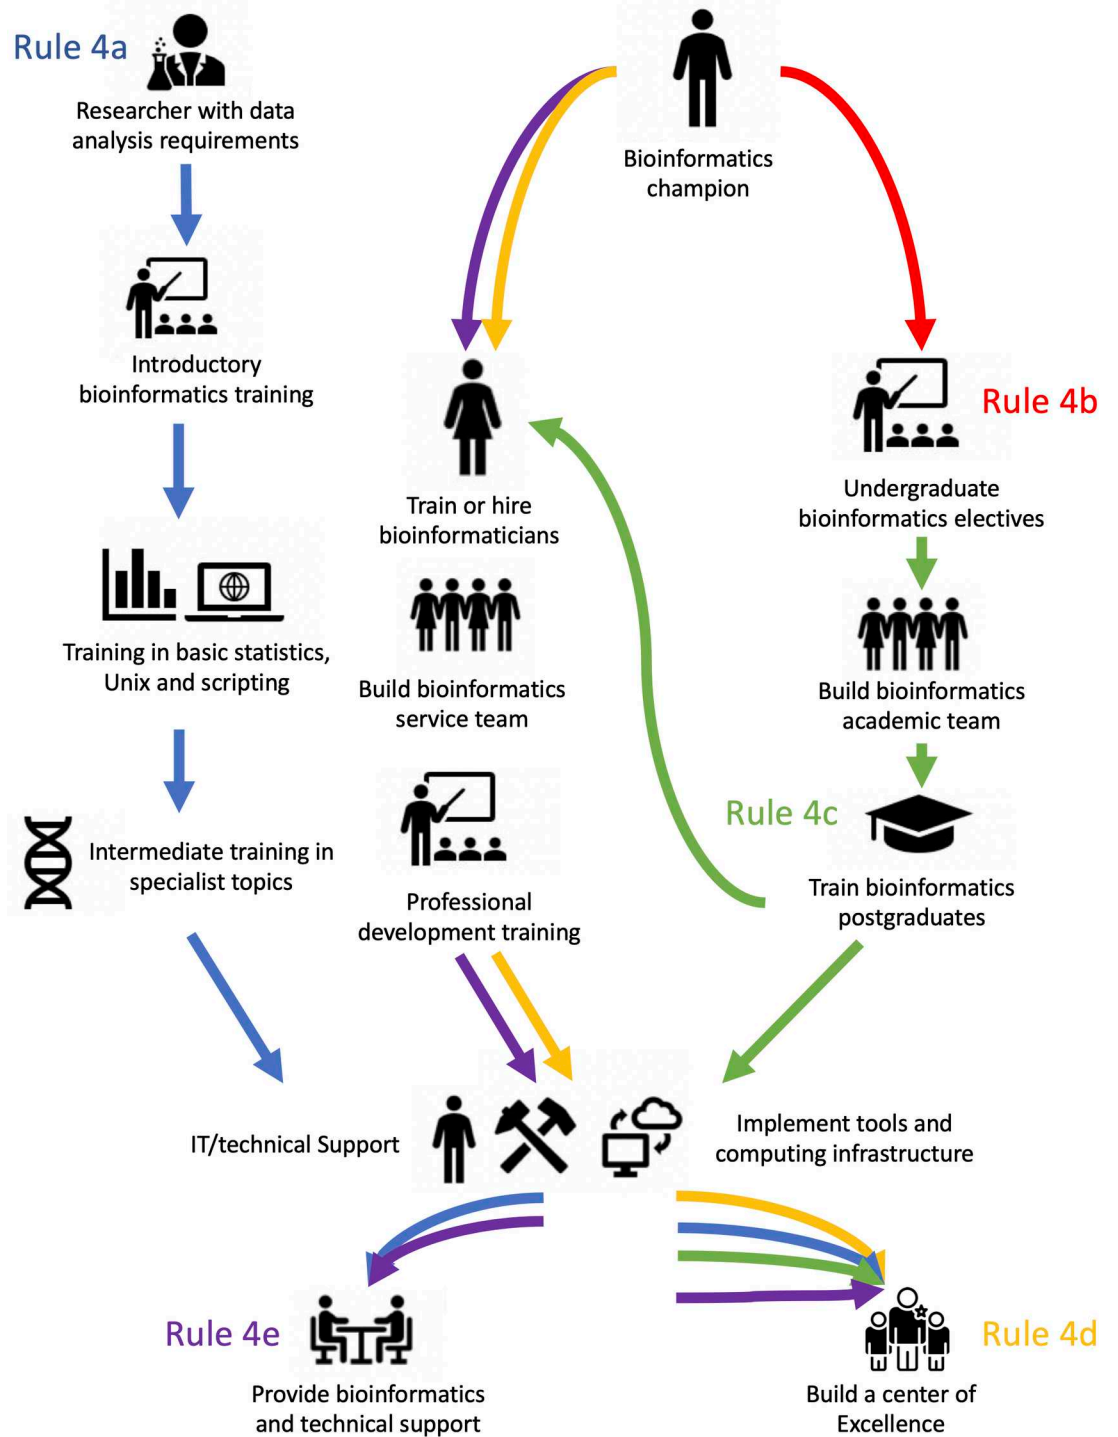 Rule 4a
Researcher with data
analysis requirements
Introductory
bioinformatics training
Training in basic statistics,
Unix and scripting
Intermediate training in
specialist topics
Bioinformatics
champion
Train or hire
bioinformaticians
Build bioinformatics
service team
Professional
development training
Rule 4b
Undergraduate
bioinformatics electives
Build bioinformatics
academic team
Rule 4c
Train bioinformatics
postgraduates
IT/technical Support
Implement tools and
computing infrastructure
Rule 4e
Provide bioinformatics
and technical support
Rule 4d
Build a center of
Excellence